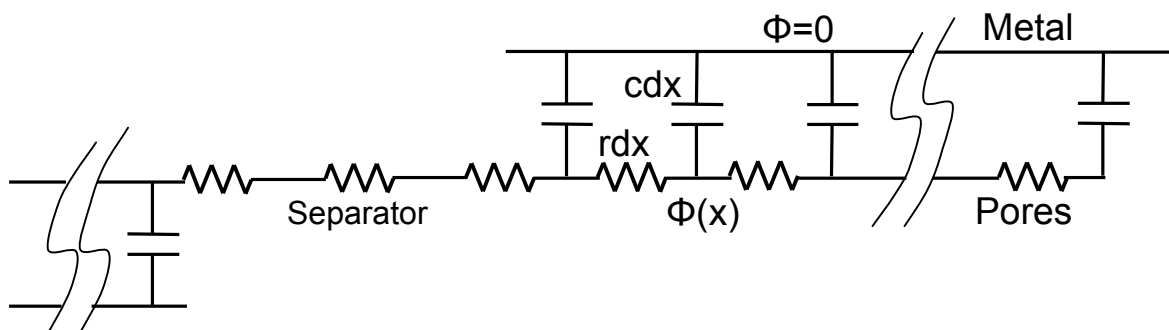 Φ=0
Metal
cdx
rdx
Separator
Φ(x)
Pores